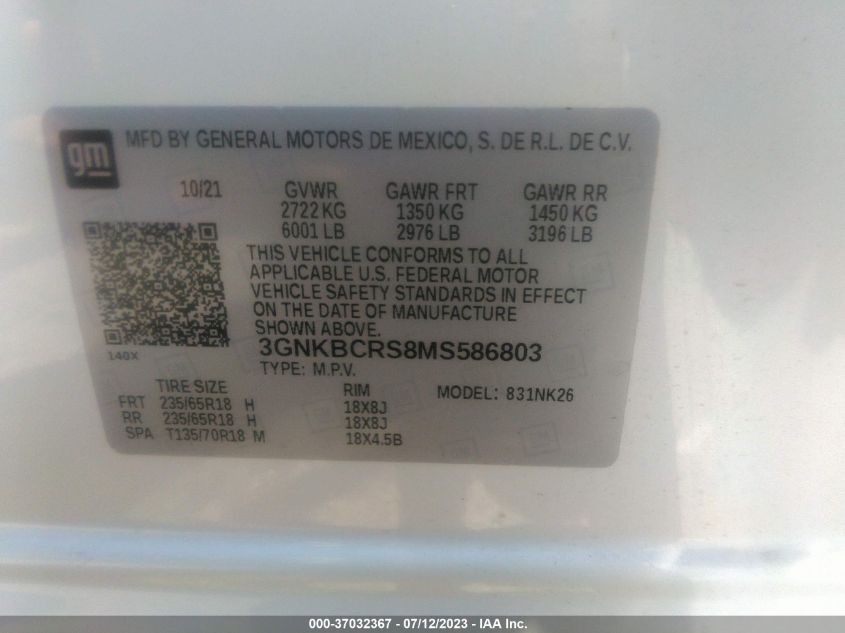 gm
MFD BY GENERAL MOTORS DE MEXICO, S. DE R.L. DE C.V.
10/21 GVWR GAWR FRT GAWR RR
2722 KG 1350 KG 1450 KG
6001 LB 2976 LB 3196 LB
THIS VEHICLE CONFORMS TO ALL
APPLICABLE U.S. FEDERAL MOTOR
VEHICLE SAFETY STANDARDS IN EFFECT
ON THE DATE OF MANUFACTURE
SHOWN ABOVE.
140X
3GNKBCRS8MS586803
TYPE: M.P.V.
TIRE SIZE RIM MODEL: 831NK26
FRT 235/65R18 H 18X8J
RR 235/65R18 H 18X8J
SPA T135/70R18 M 18X4.5B
000-37032367 - 07/12/2023 - © IAA Inc.